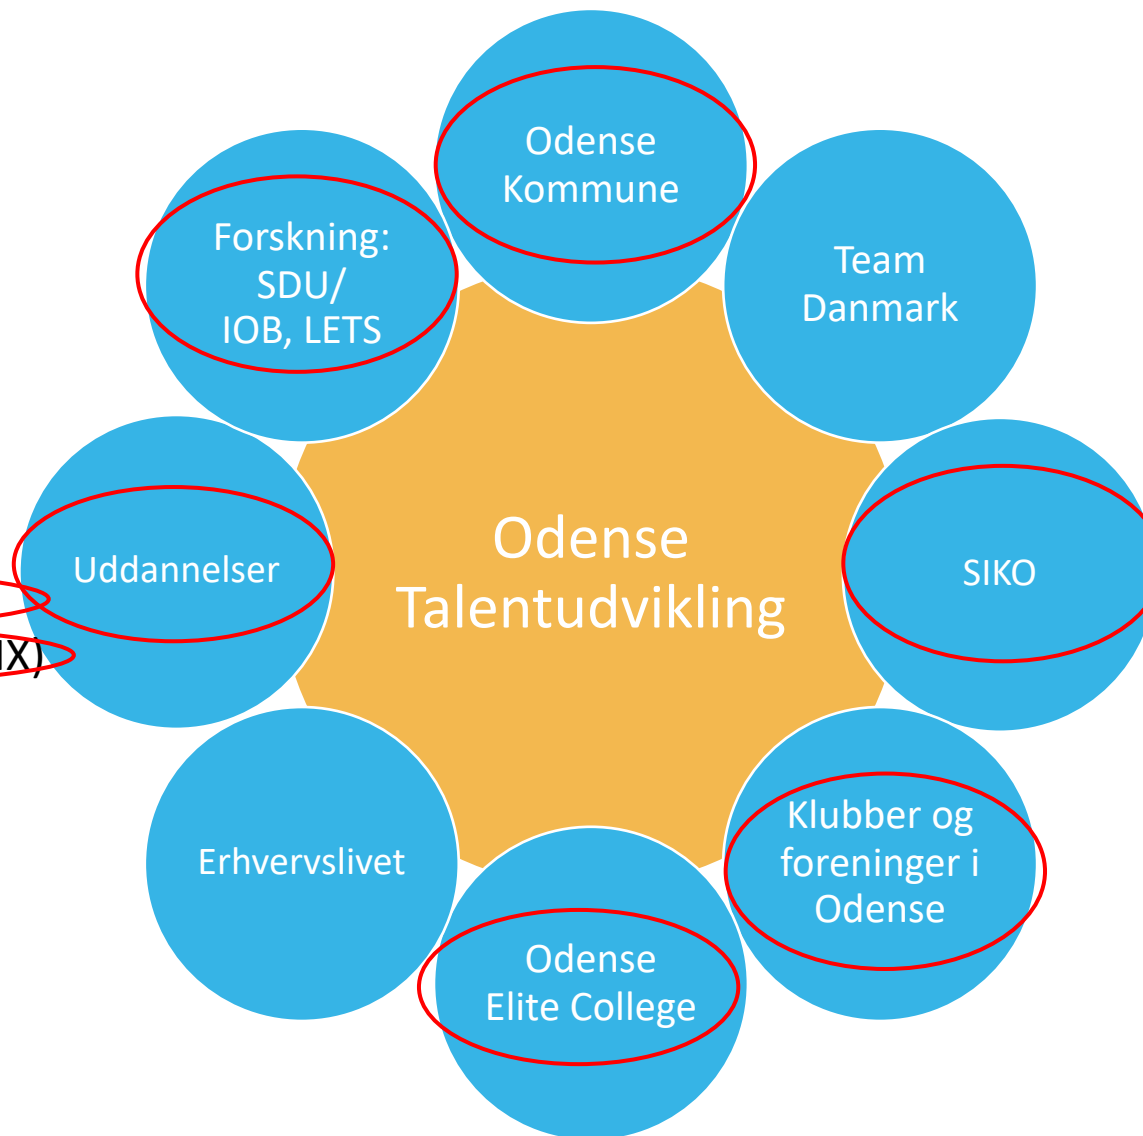 Odense
Kommune
Team
Danmark
SIKO
Klubber og
foreninger i
Odense
Odense
Elite College
Erhvervslivet
Uddannelser
Forskning:
SDU/
IOB, LETS
Odense
Talentudvikling